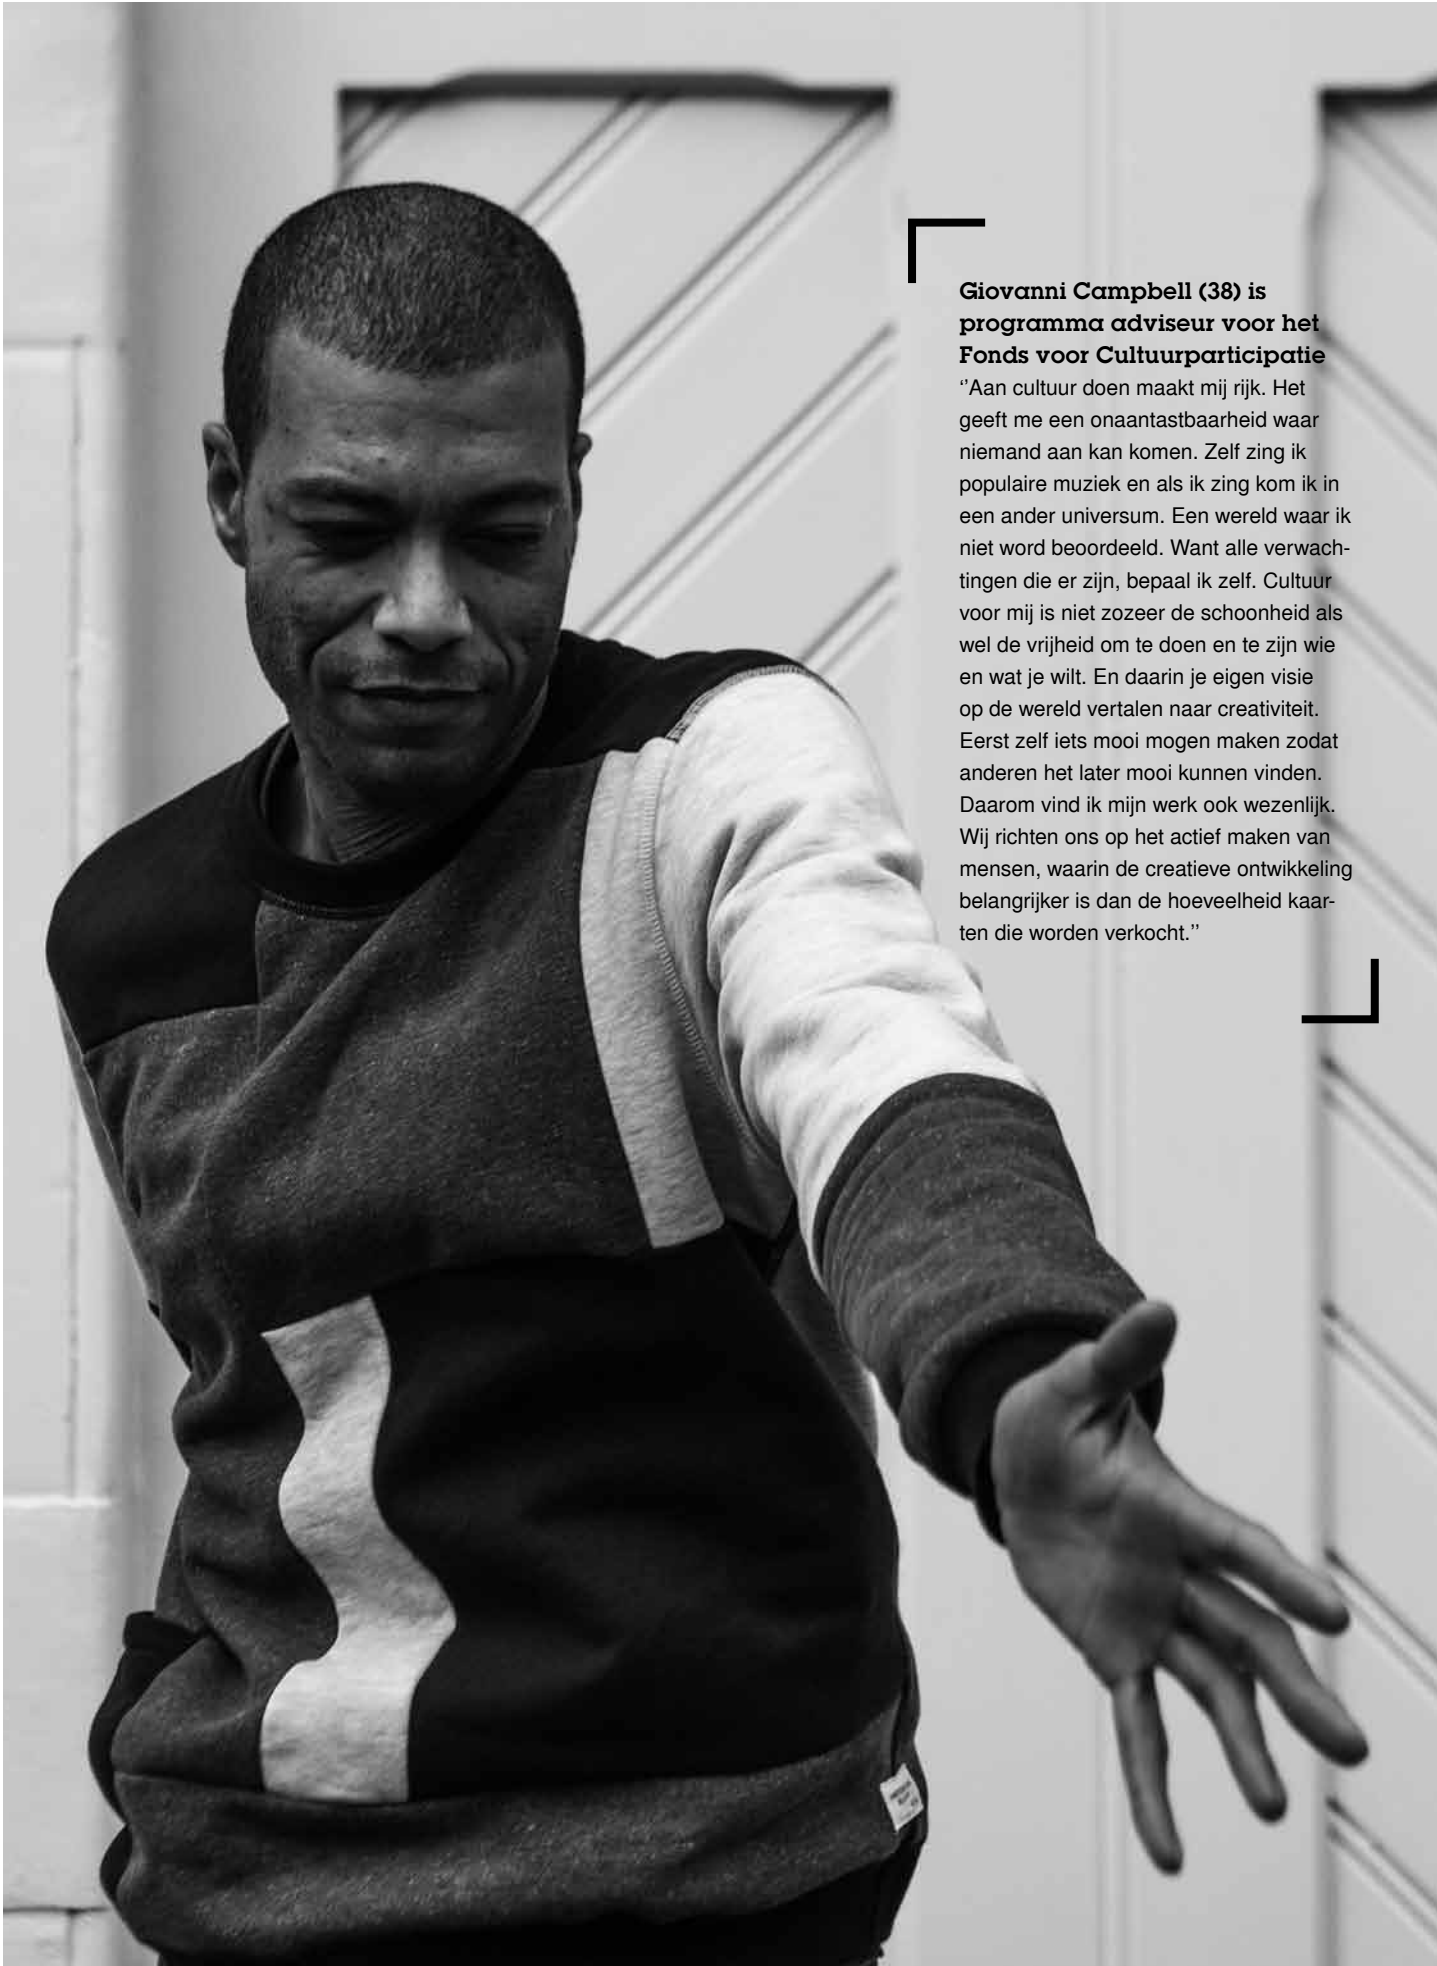 Giovanni Campbell (38) is
programma adviseur voor het
Fonds voor Cultuurparticipatie
‘’Aan cultuur doen maakt mij rijk. Het
geeft me een onaantastbaarheid waar
niemand aan kan komen. Zelf zing ik
populaire muziek en als ik zing kom ik in
een ander universum. Een wereld waar ik
niet word beoordeeld. Want alle verwach-
tingen die er zijn, bepaal ik zelf. Cultuur
voor mij is niet zozeer de schoonheid als
wel de vrijheid om te doen en te zijn wie
en wat je wilt. En daarin je eigen visie
op de wereld vertalen naar creativiteit.
Eerst zelf iets mooi mogen maken zodat
anderen het later mooi kunnen vinden.
Daarom vind ik mijn werk ook wezenlijk.
Wij richten ons op het actief maken van
mensen, waarin de creatieve ontwikkeling
belangrijker is dan de hoeveelheid kaar-
ten die worden verkocht.’’